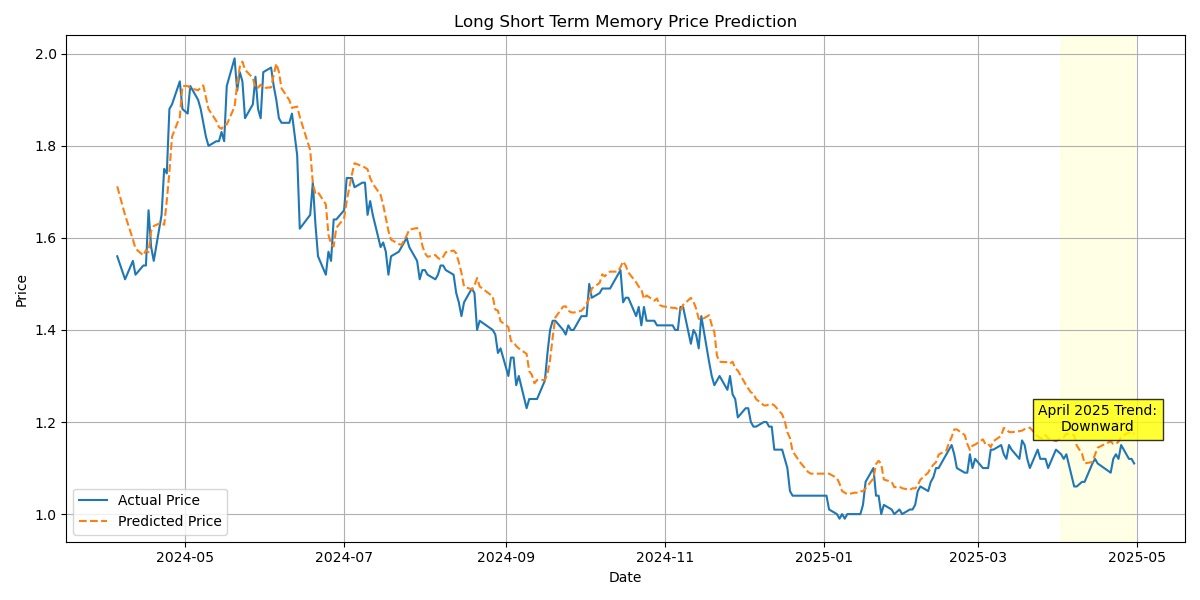 Long Short Term Memory Price Prediction
2.0
1.8
1.6
1.4
1.2
1.0
Price
April 2025 Trend:
Downward
Actual Price
Predicted Price
2024-05
2024-07
2024-09
2024-11
2025-01
2025-03
2025-05
Date